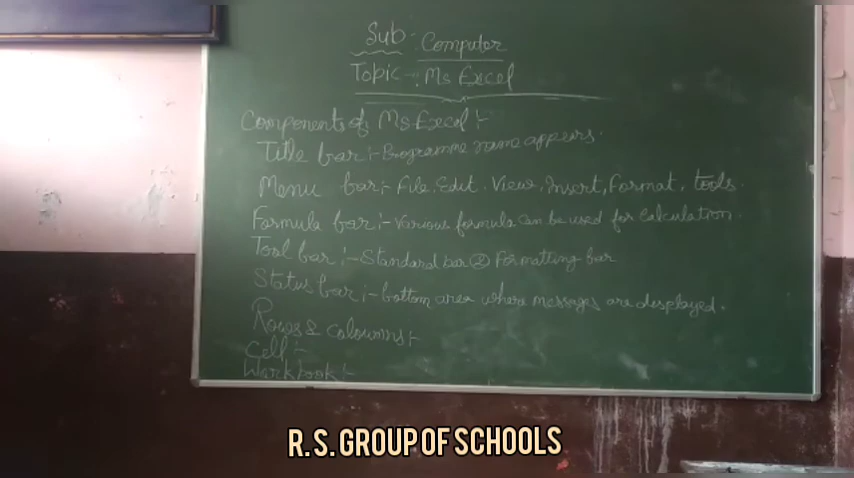 Sub: Computer
Topic :- Ms Excel
Components of Ms Excel :-
Title bar :- Programme name appears.
Menu bar :- File, Edit, View, Insert, Format, tools.
Formula bar :- Various formula can be used for calculation.
Tool bar :- Standard bar & Formatting bar
Status bar :- bottom area where messages are displayed.
Rows & Coloumns :-
Cell :-
Workbook :-
R. S. GROUP OF SCHOOLS